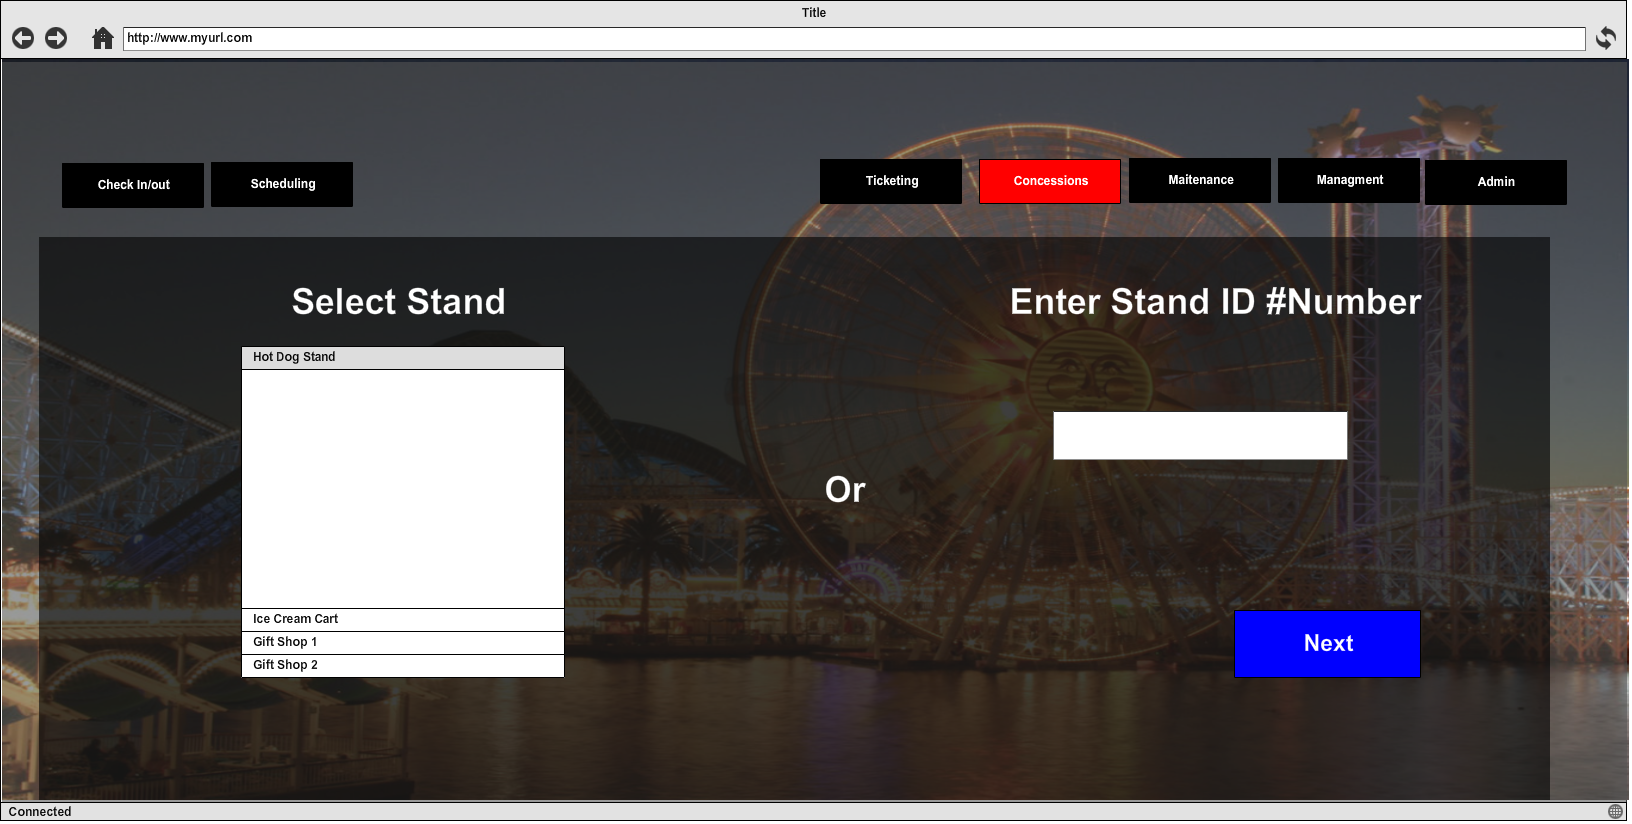 Title
http://www.myurl.com
Check In/out
Scheduling
Ticketing
Concessions
Maitenance
Managment
Admin
Select Stand
Enter Stand ID #Number
Hot Dog Stand
Or
Ice Cream Cart
Gift Shop 1
Gift Shop 2
Next
Connected